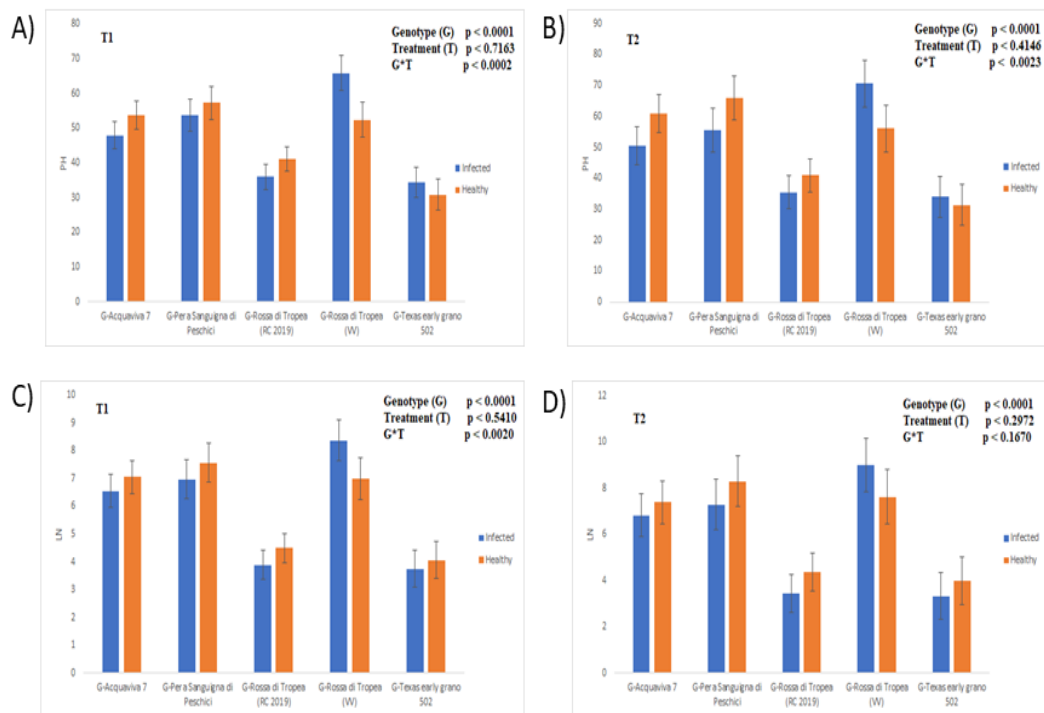 A)
T1
Genotype (G) p < 0.0001
Treatment (T) p < 0.7163
G*T p < 0.0002
80
70
60
50
40
30
20
10
0
PH
Infected
Healthy
G-Acquaviva 7
G-Pera Sanguigna di Peschici
G-Rossa di Tropea (RC 2019)
G-Rossa di Tropea (VV)
G-Texas early grano 502
B)
T2
Genotype (G) p < 0.0001
Treatment (T) p < 0.4146
G*T p < 0.0023
90
80
70
60
50
40
30
20
10
0
PH
Infected
Healthy
G-Acquaviva 7
G-Pera Sanguigna di Peschici
G-Rossa di Tropea (RC 2019)
G-Rossa di Tropea (VV)
G-Texas early grano 502
C)
T1
Genotype (G) p < 0.0001
Treatment (T) p < 0.5410
G*T p < 0.0020
10
9
8
7
6
5
4
3
2
1
0
LN
Infected
Healthy
G-Acquaviva 7
G-Pera Sanguigna di Peschici
G-Rossa di Tropea (RC 2019)
G-Rossa di Tropea (VV)
G-Texas early grano 502
D)
T2
Genotype (G) p < 0.0001
Treatment (T) p < 0.2972
G*T p < 0.1670
12
10
8
6
4
2
0
LN
Infected
Healthy
G-Acquaviva 7
G-Pera Sanguigna di Peschici
G-Rossa di Tropea (RC 2019)
G-Rossa di Tropea (VV)
G-Texas early grano 502